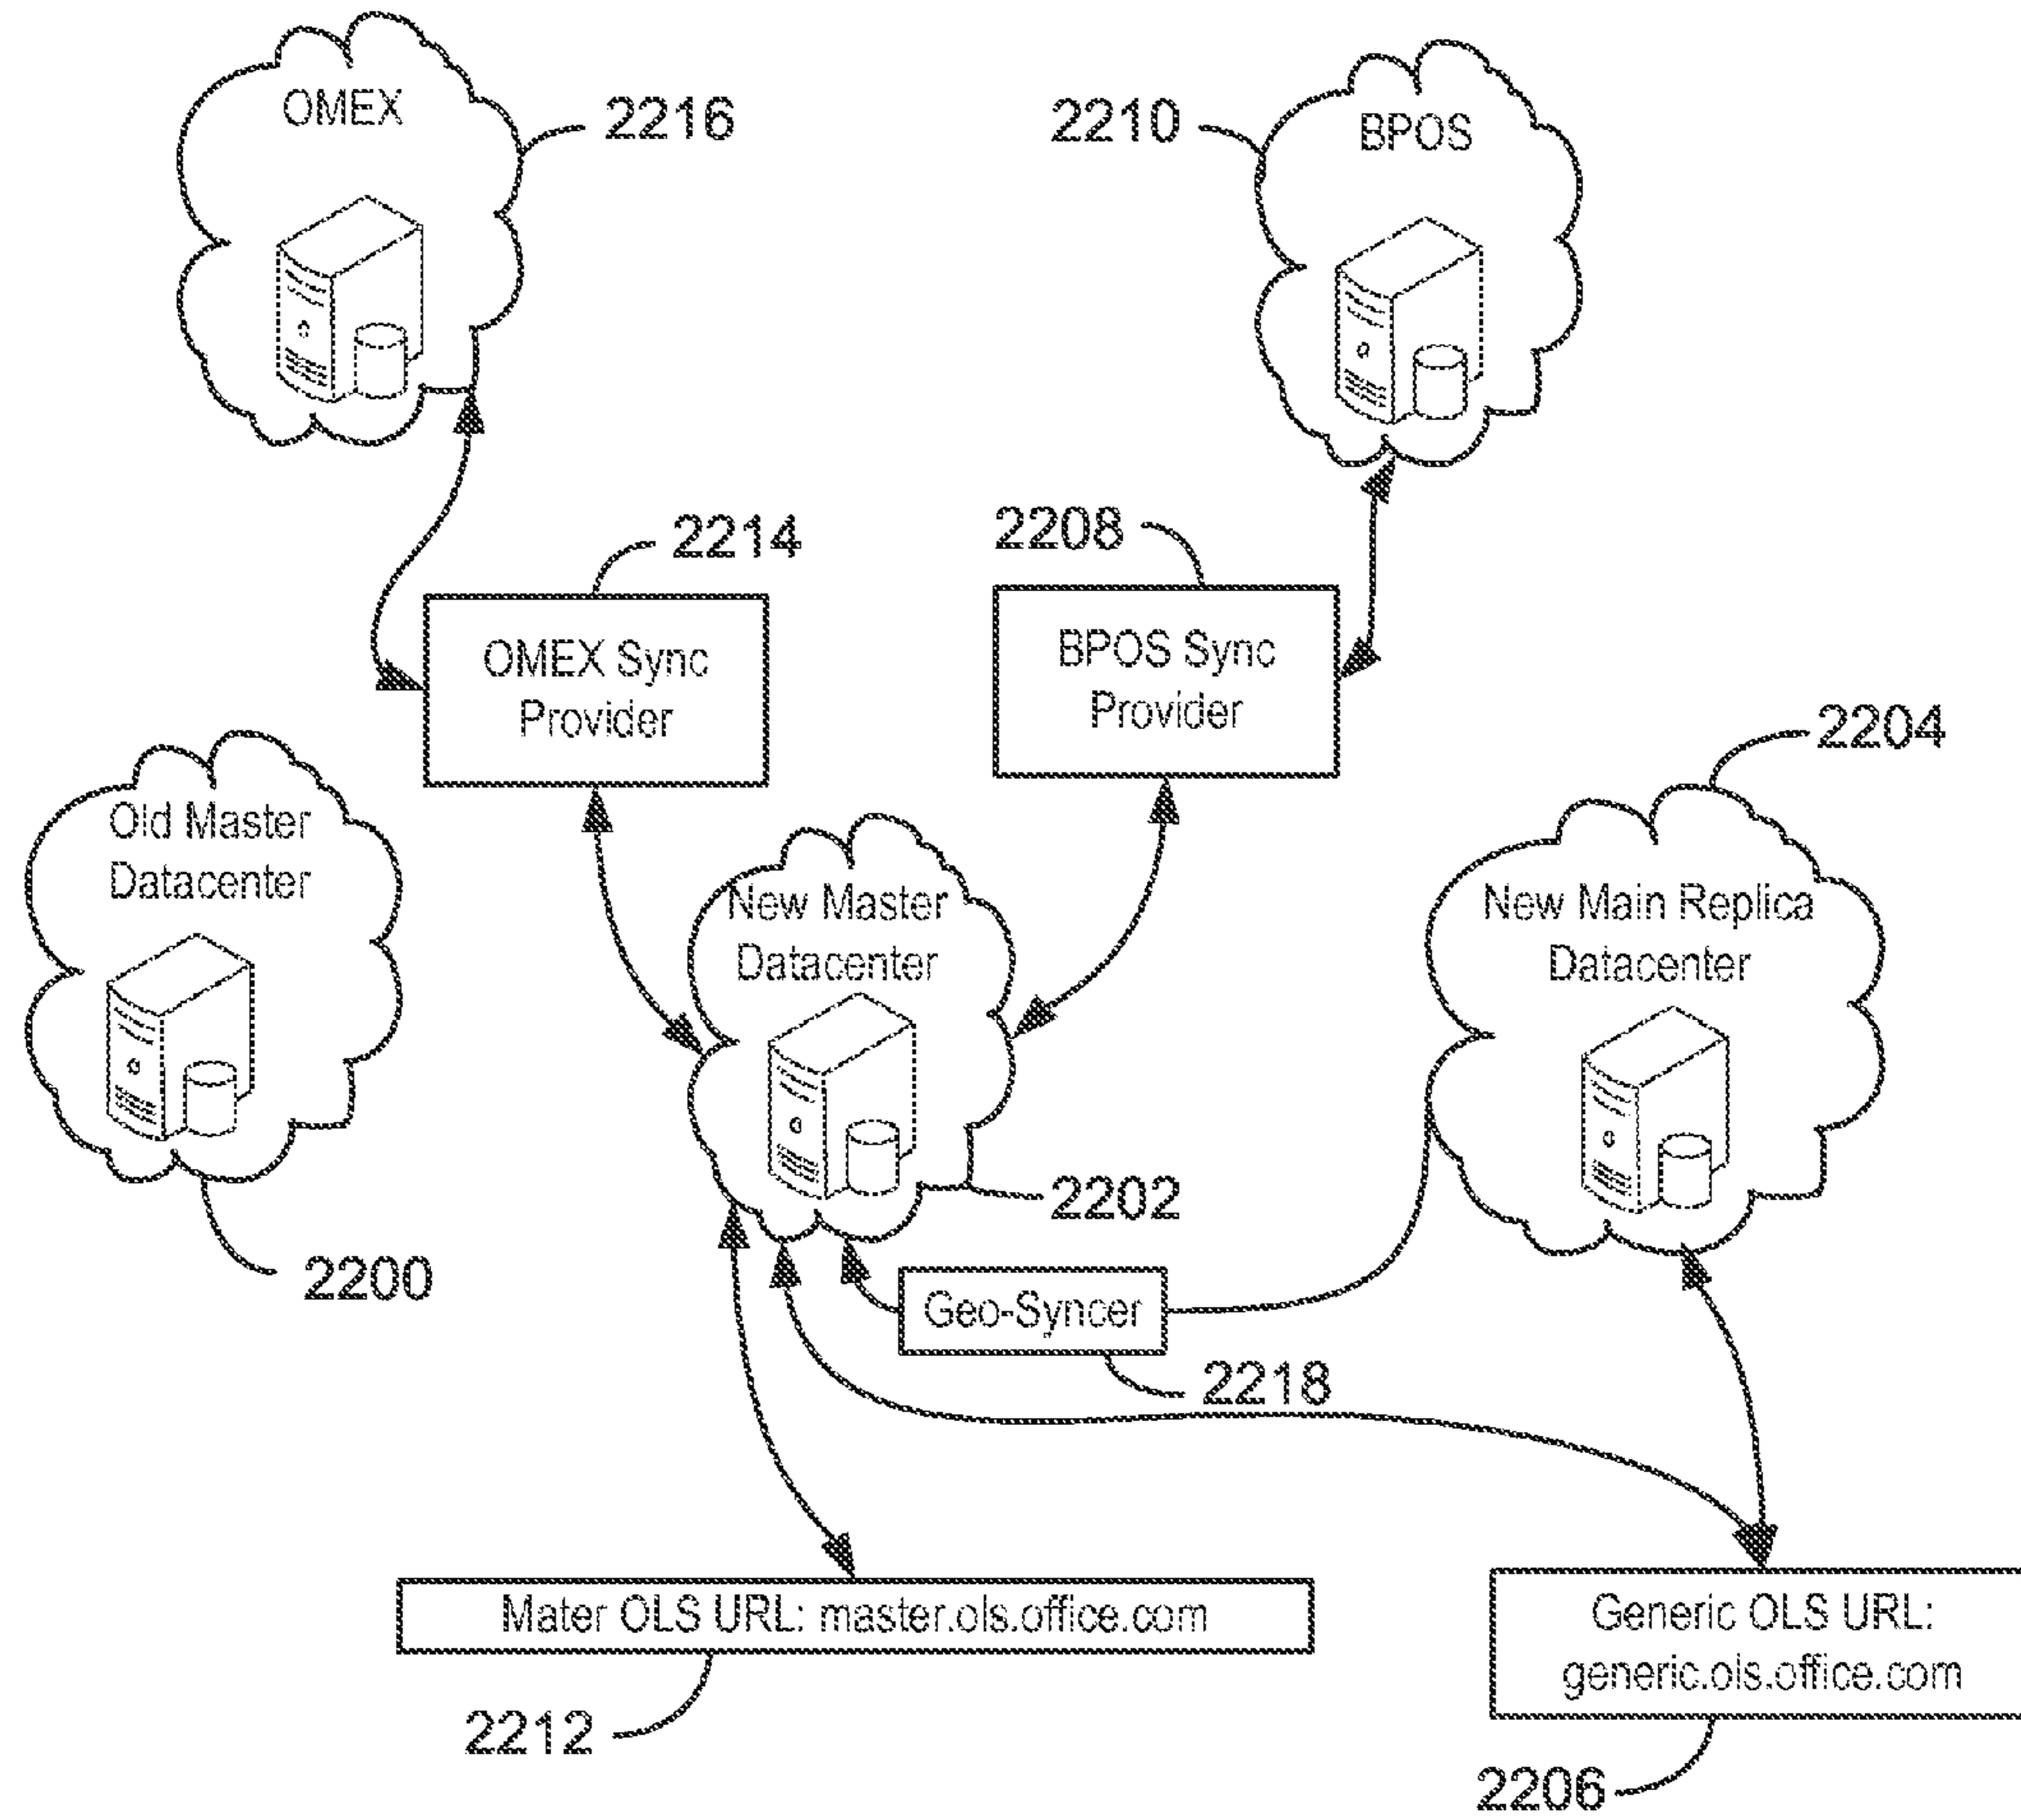 OMEX
2216
2210
BPOS
2214
2208
OMEX Sync
Provider
BPOS Sync
Provider
2204
Old Master
Datacenter
New Master
Datacenter
New Main Replica
Datacenter
2202
2200
Geo-Syncer
2218
Mater OLS URL: master.ols.office.com
Generic OLS URL:
generic.ols.office.com
2212
2206